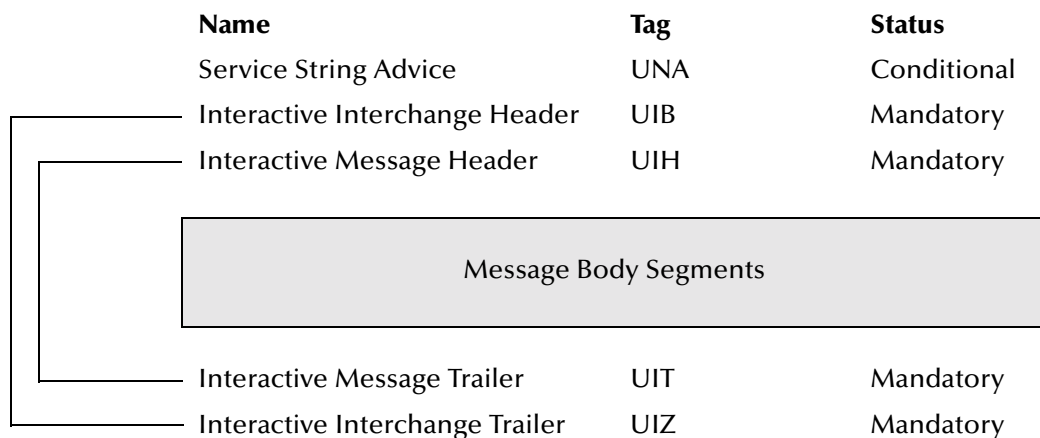 Name Tag Status
Service String Advice UNA Conditional
Interactive Interchange Header UIB Mandatory
Interactive Message Header UIH Mandatory
Message Body Segments
Interactive Message Trailer UIT Mandatory
Interactive Interchange Trailer UIZ Mandatory